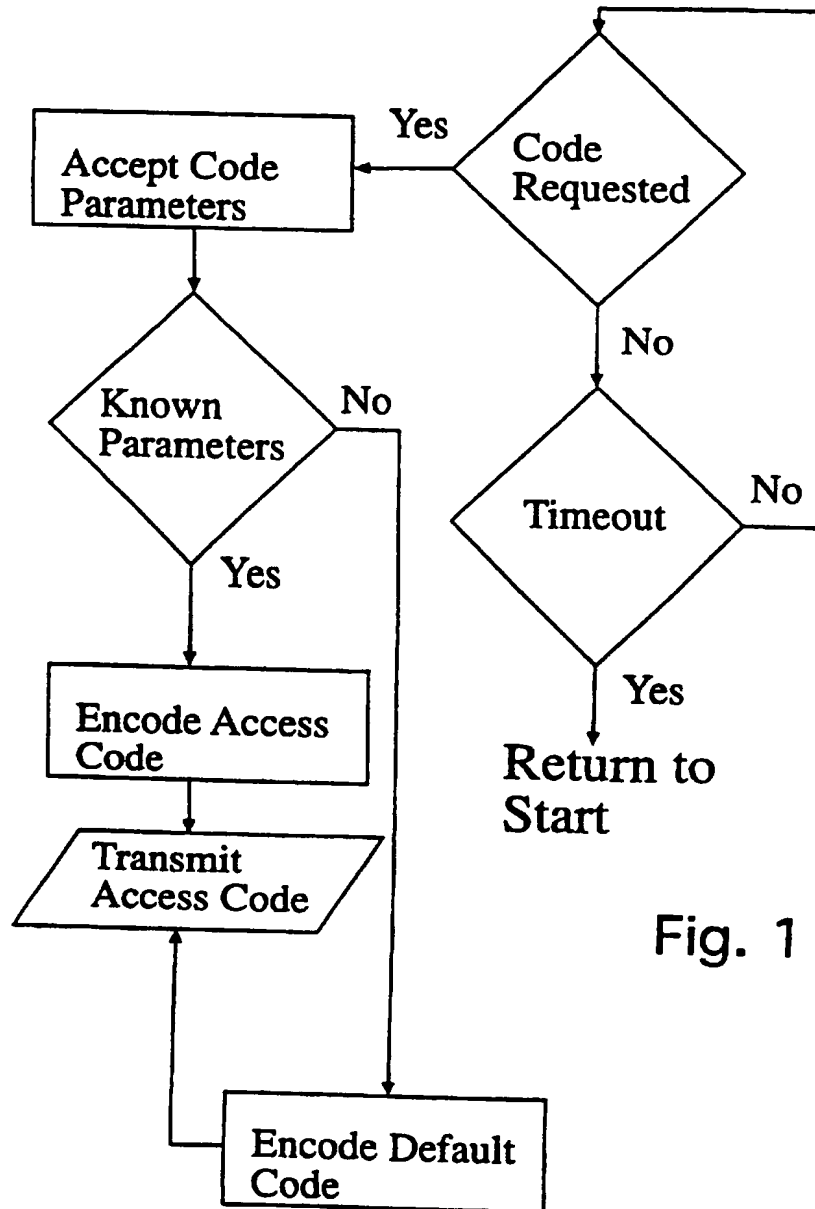 Yes
Code
Requested
Accept Code
Parameters
No
Known
Parameters
No
Timeout
No
Yes
Yes
Encode Access
Code
Return to
Start
Transmit
Access Code
Fig. 1
Encode Default
Code